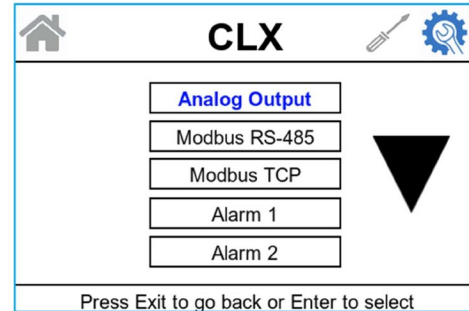 CLX
Analog Output
Modbus RS-485
Modbus TCP
Alarm 1
Alarm 2
Press Exit to go back or Enter to select